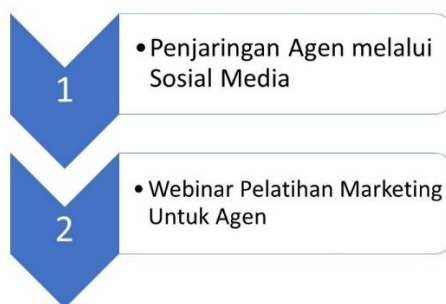 1
• Penjaringan Agen melalui
Sosial Media
2
• Webinar Pelatihan Marketing
Untuk Agen